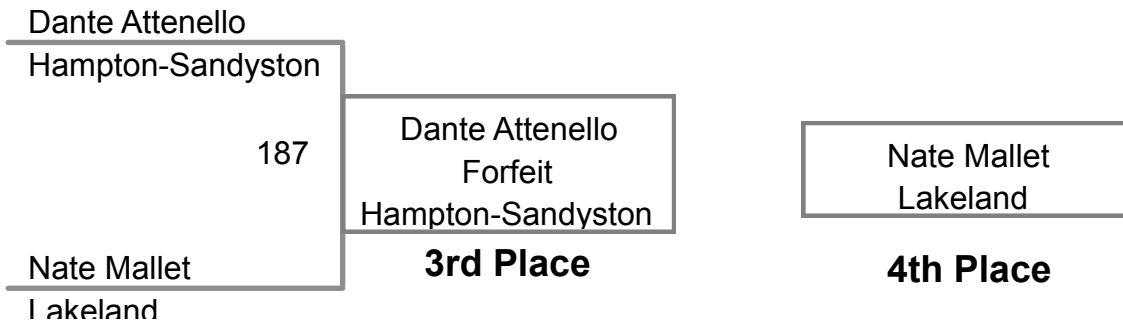 Dante Attenello
Hampton-Sandyston
187
Dante Attenello
Forfeit
Hampton-Sandyston
3rd Place
Nate Mallet
Lakeland
4th Place
Nate Mallet
Lakeland